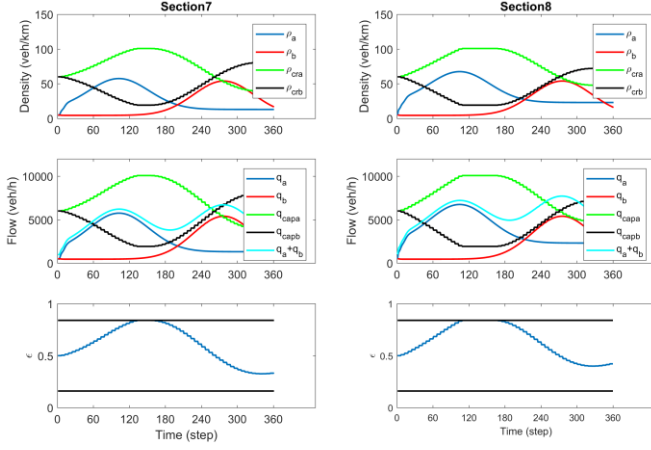 Section7
150
100
50
0
Density (veh/km)
0 60 120 180 240 300 360
ρa
ρb
ρcra
ρcrb
10000
5000
0
Flow (veh/h)
0 60 120 180 240 300 360
qa
qb
qcapa
qcapb
qa+qb
1
0.5
0
ϵ
0 60 120 180 240 300 360
Time (step)
Section8
150
100
50
0
Density (veh/km)
0 60 120 180 240 300 360
ρa
ρb
ρcra
ρcrb
10000
5000
0
Flow (veh/h)
0 60 120 180 240 300 360
qa
qb
qcapa
qcapb
qa+qb
1
0.5
0
ϵ
0 60 120 180 240 300 360
Time (step)